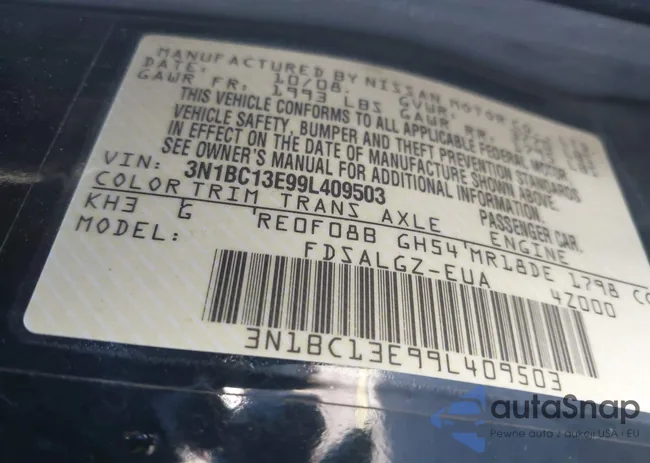 MANUFACTURED BY NISSAN MOTOR CO
DATE: 10/08 GVWR:
GAWR FR: 1993 LBS GAWR RR:
THIS VEHICLE CONFORMS TO ALL APPLICABLE FEDERAL MOTOR
VEHICLE SAFETY, BUMPER AND THEFT PREVENTION STANDARDS
IN EFFECT ON THE DATE OF MANUFACTURE SHOWN ABOVE.
SEE OWNER'S MANUAL FOR ADDITIONAL INFORMATION.
VIN: 3N1BC13E99L409503 PASSENGER CAR
COLOR TRIM TRANS AXLE ENGINE
KH3 G RE0F08B GH54 MR18DE 1798 CC
MODEL: FDSALGZ-EUA 4Z000
3N1BC13E99L409503
autaSnap
Pewne auta z aukcji USA i EU